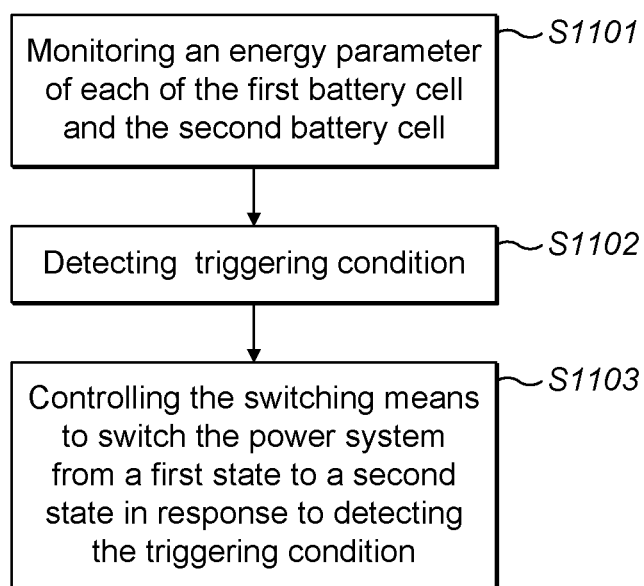 Monitoring an energy parameter
of each of the first battery cell
and the second battery cell
S1101
Detecting triggering condition
S1102
Controlling the switching means
to switch the power system
from a first state to a second
state in response to detecting
the triggering condition
S1103